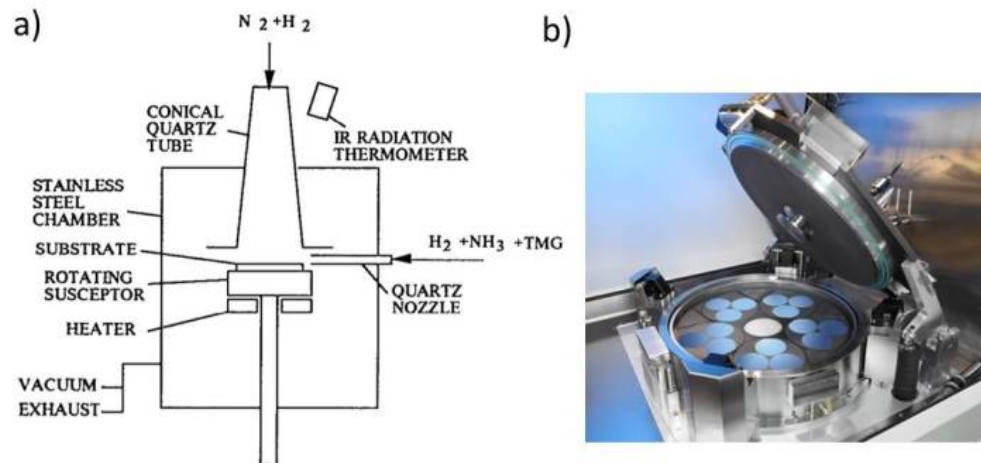 a)
N 2 +H 2
CONICAL
QUARTZ
TUBE
IR RADIATION
THERMOMETER
STAINLESS
STEEL
CHAMBER
SUBSTRATE
ROTATING
SUSCEPTOR
HEATER
H2 +NH3 +TMG
QUARTZ
NOZZLE
VACUUM
EXHAUST
b)